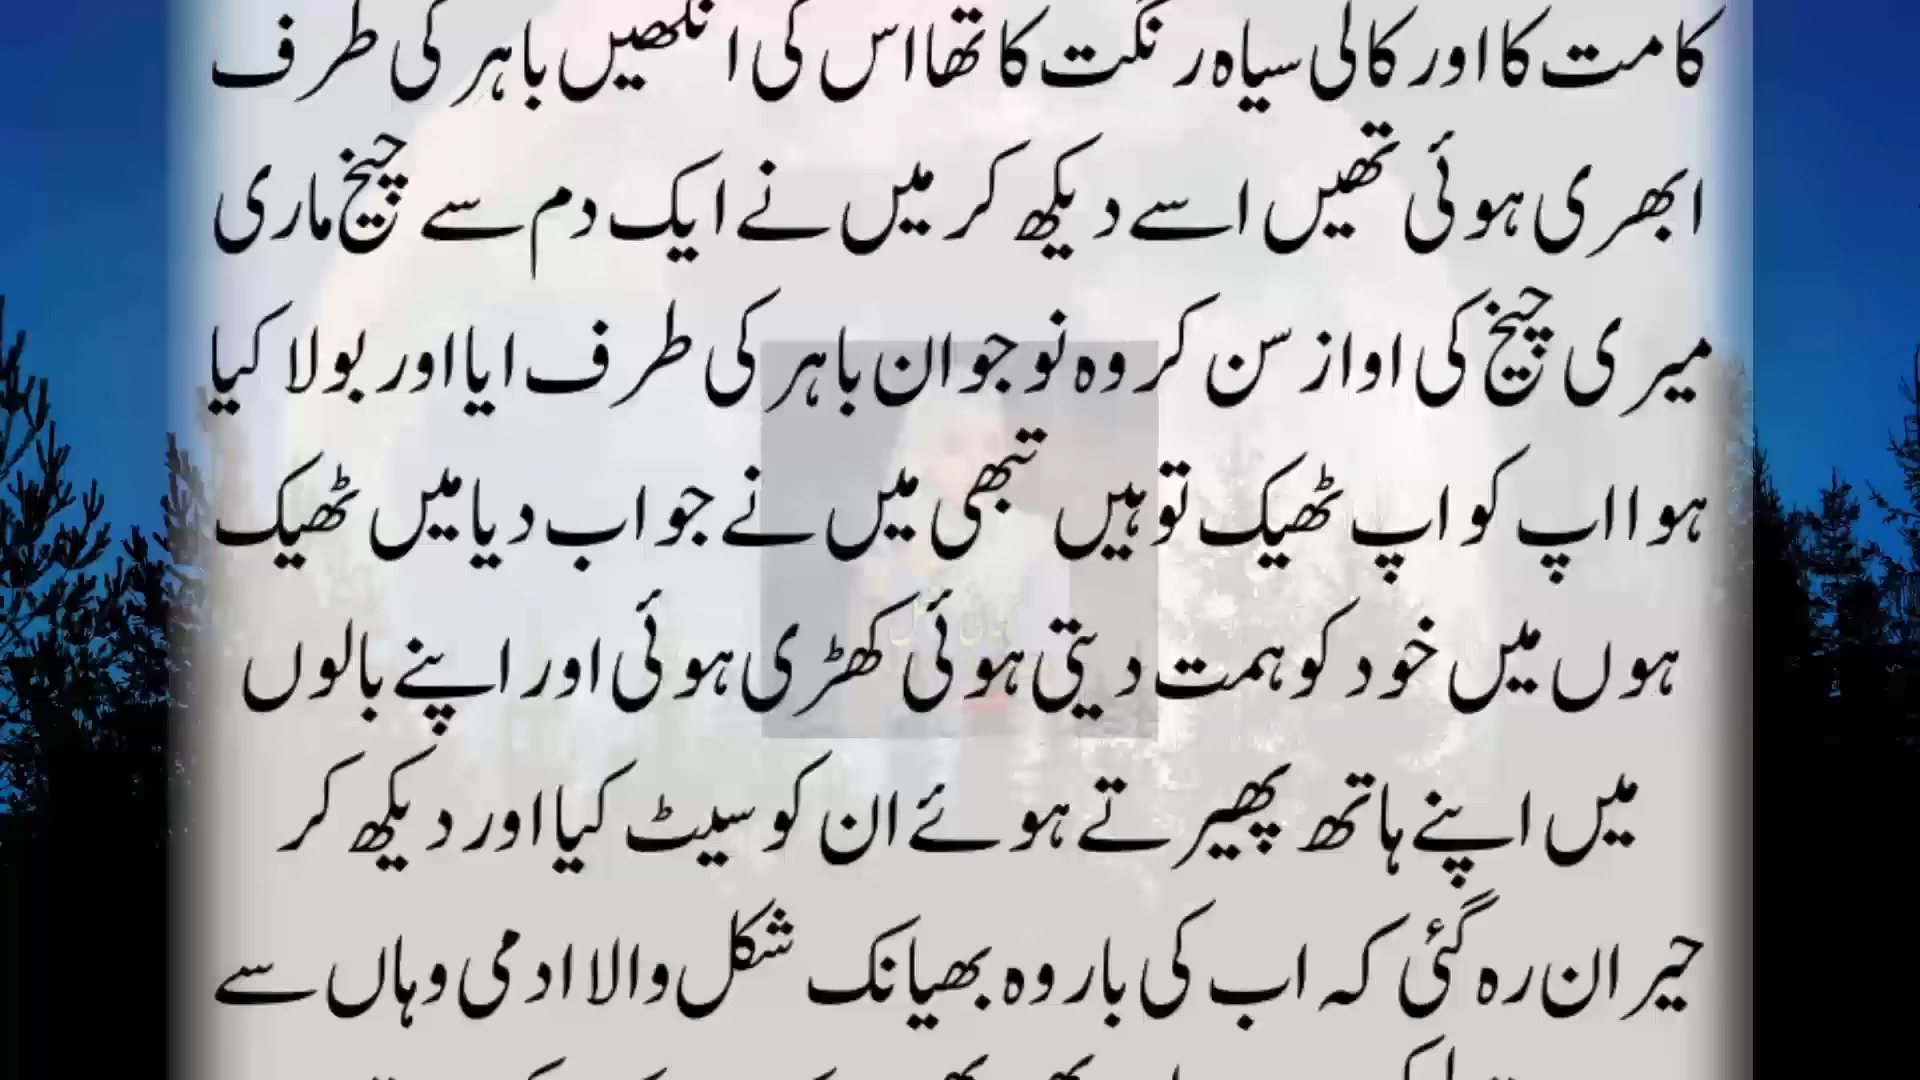 کامت کا اور کالی سیاہ رنگت کا تھا اس کی انکھیں باہر کی طرف
ابھری ہوئی تھیں اسے دیکھ کر میں نے ایک دم سے چیخ ماری
میری چیخ کی اواز سن کر وہ نوجوان باہر کی طرف ایا اور بولا کیا
ہوا اپ کو اپ ٹھیک تو ہیں تبھی میں نے جواب دیا میں ٹھیک
ہوں میں خود کو ہمت دیتی ہوئی کھڑی ہوئی اور اپنے بالوں
میں اپنے ہاتھ پھیرتے ہوئے ان کو سیٹ کیا اور دیکھ کر
حیران رہ گئی کہ اب کی بار وہ بھیانک شکل والا ادمی وہاں سے